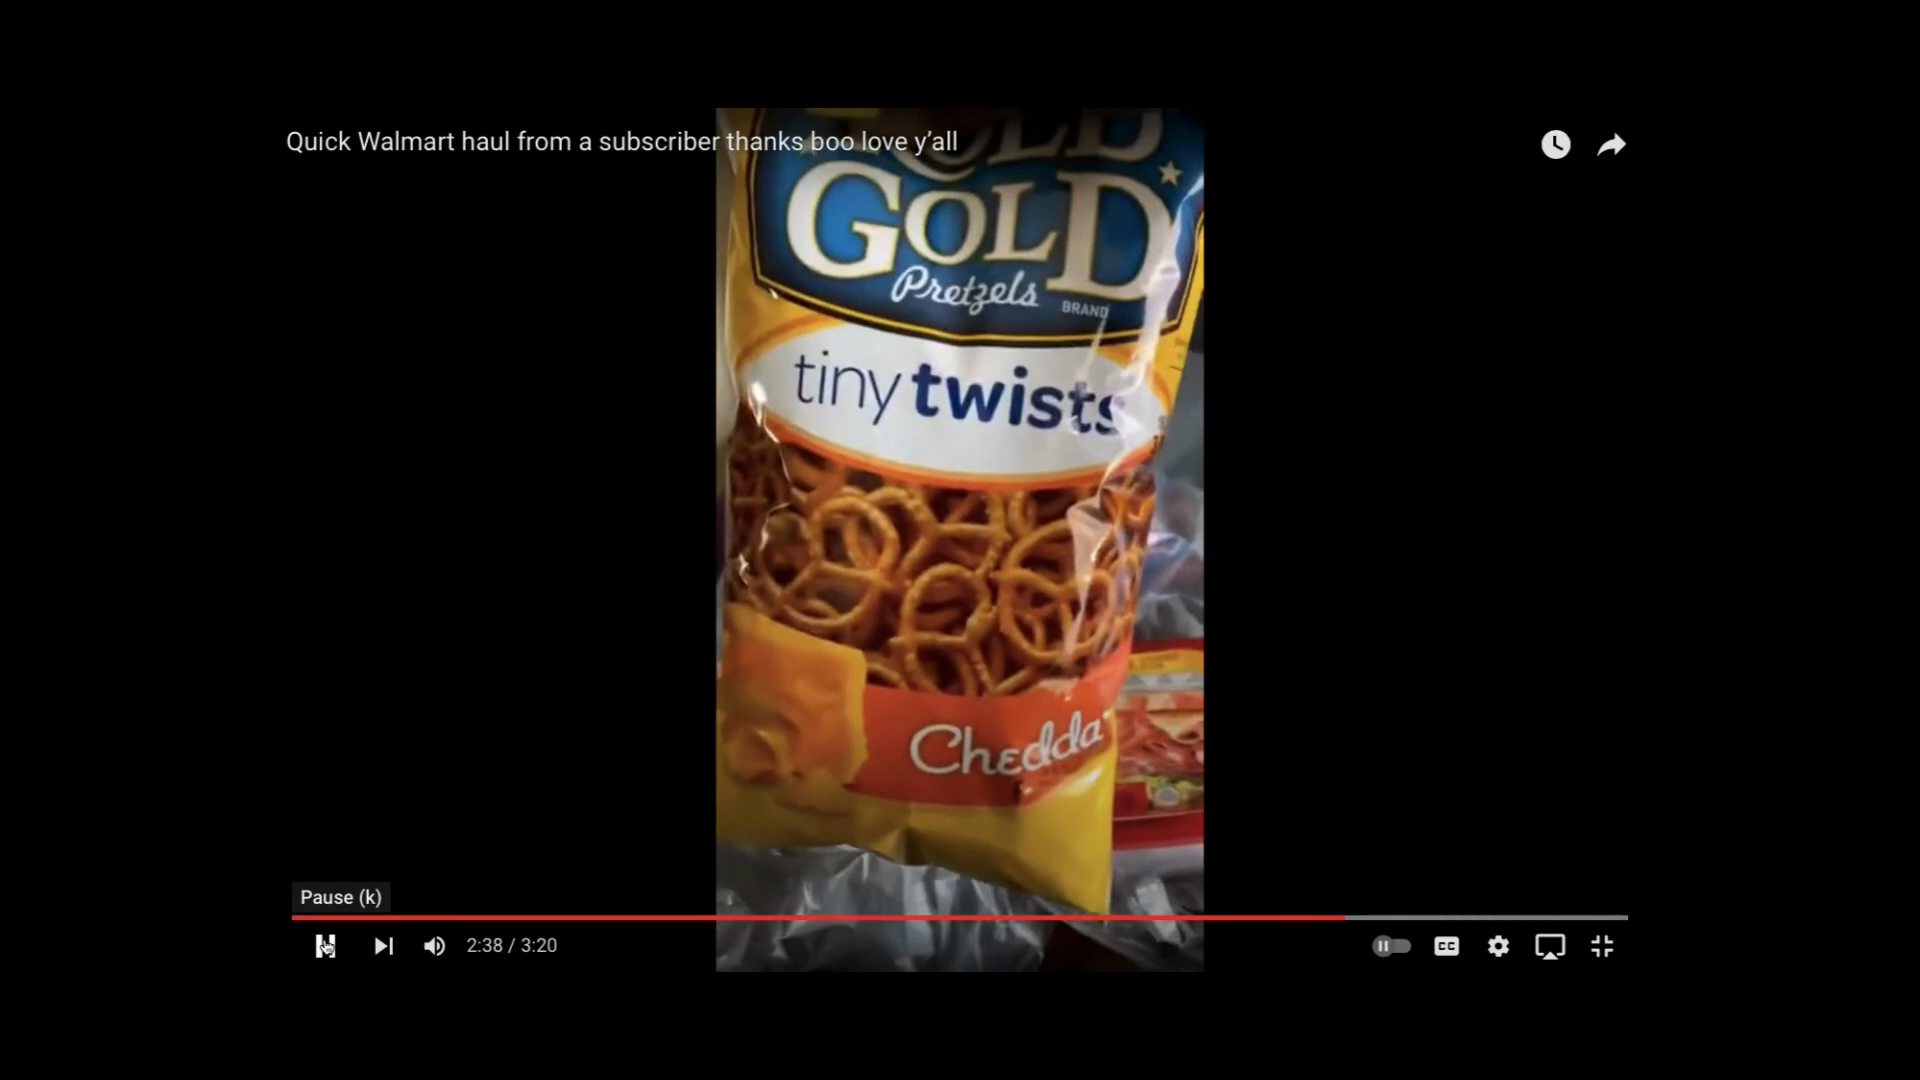 Quick Walmart haul from a subscriber thanks boo love y’all
GOLD
Pretzels
BRAND
tiny twists
Chedda
Pause (k)
2:38 / 3:20
CC